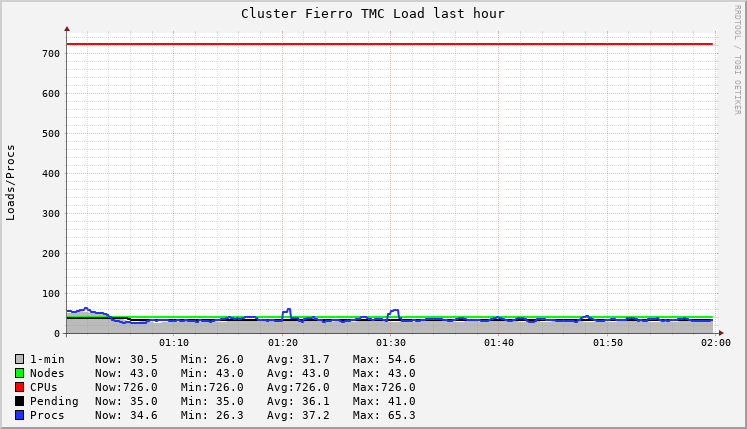 Cluster Fierro TMC Load last hour
RRDTOOL / TOBI OETIKER
Loads/Procs
700
600
500
400
300
200
100
0
01:10 01:20 01:30 01:40 01:50 02:00
1-min Now: 30.5 Min: 26.0 Avg: 31.7 Max: 54.6
Nodes Now: 43.0 Min: 43.0 Avg: 43.0 Max: 43.0
CPUs Now:726.0 Min:726.0 Avg:726.0 Max:726.0
Pending Now: 35.0 Min: 35.0 Avg: 36.1 Max: 41.0
Procs Now: 34.6 Min: 26.3 Avg: 37.2 Max: 65.3